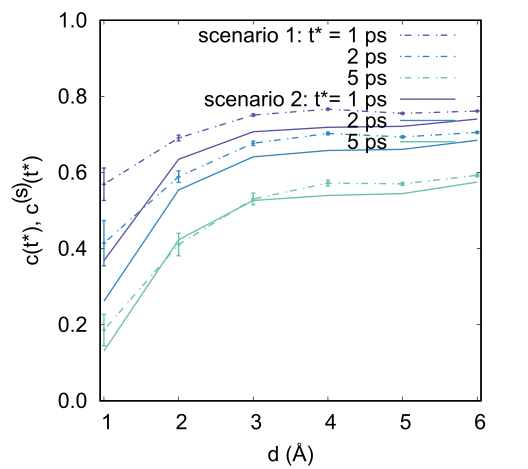 1.0
0.8
0.6
0.4
0.2
0.0
c(t*), c(s)(t*)
scenario 1: t* = 1 ps
2 ps
5 ps
scenario 2: t*= 1 ps
2 ps
5 ps
1 2 3 4 5 6
d (Å)